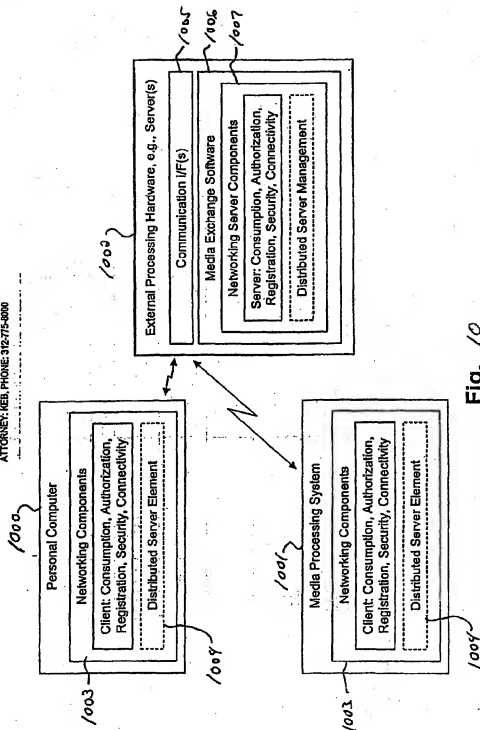 ATTORNEY: KEB, PHONE: 312-775-8000
1000
Personal Computer
Networking Components
Client: Consumption, Authorization,
Registration, Security, Connectivity
Distributed Server Element
1003
1004
1002
External Processing Hardware, e.g., Server(s)
Communication I/F(s)
Media Exchange Software
Networking Server Components
Server: Consumption, Authorization,
Registration, Security, Connectivity
Distributed Server Management
1005
1006
1007
1001
Media Processing System
Networking Components
Client: Consumption, Authorization,
Registration, Security, Connectivity
Distributed Server Element
1003
1004
Fig. 10